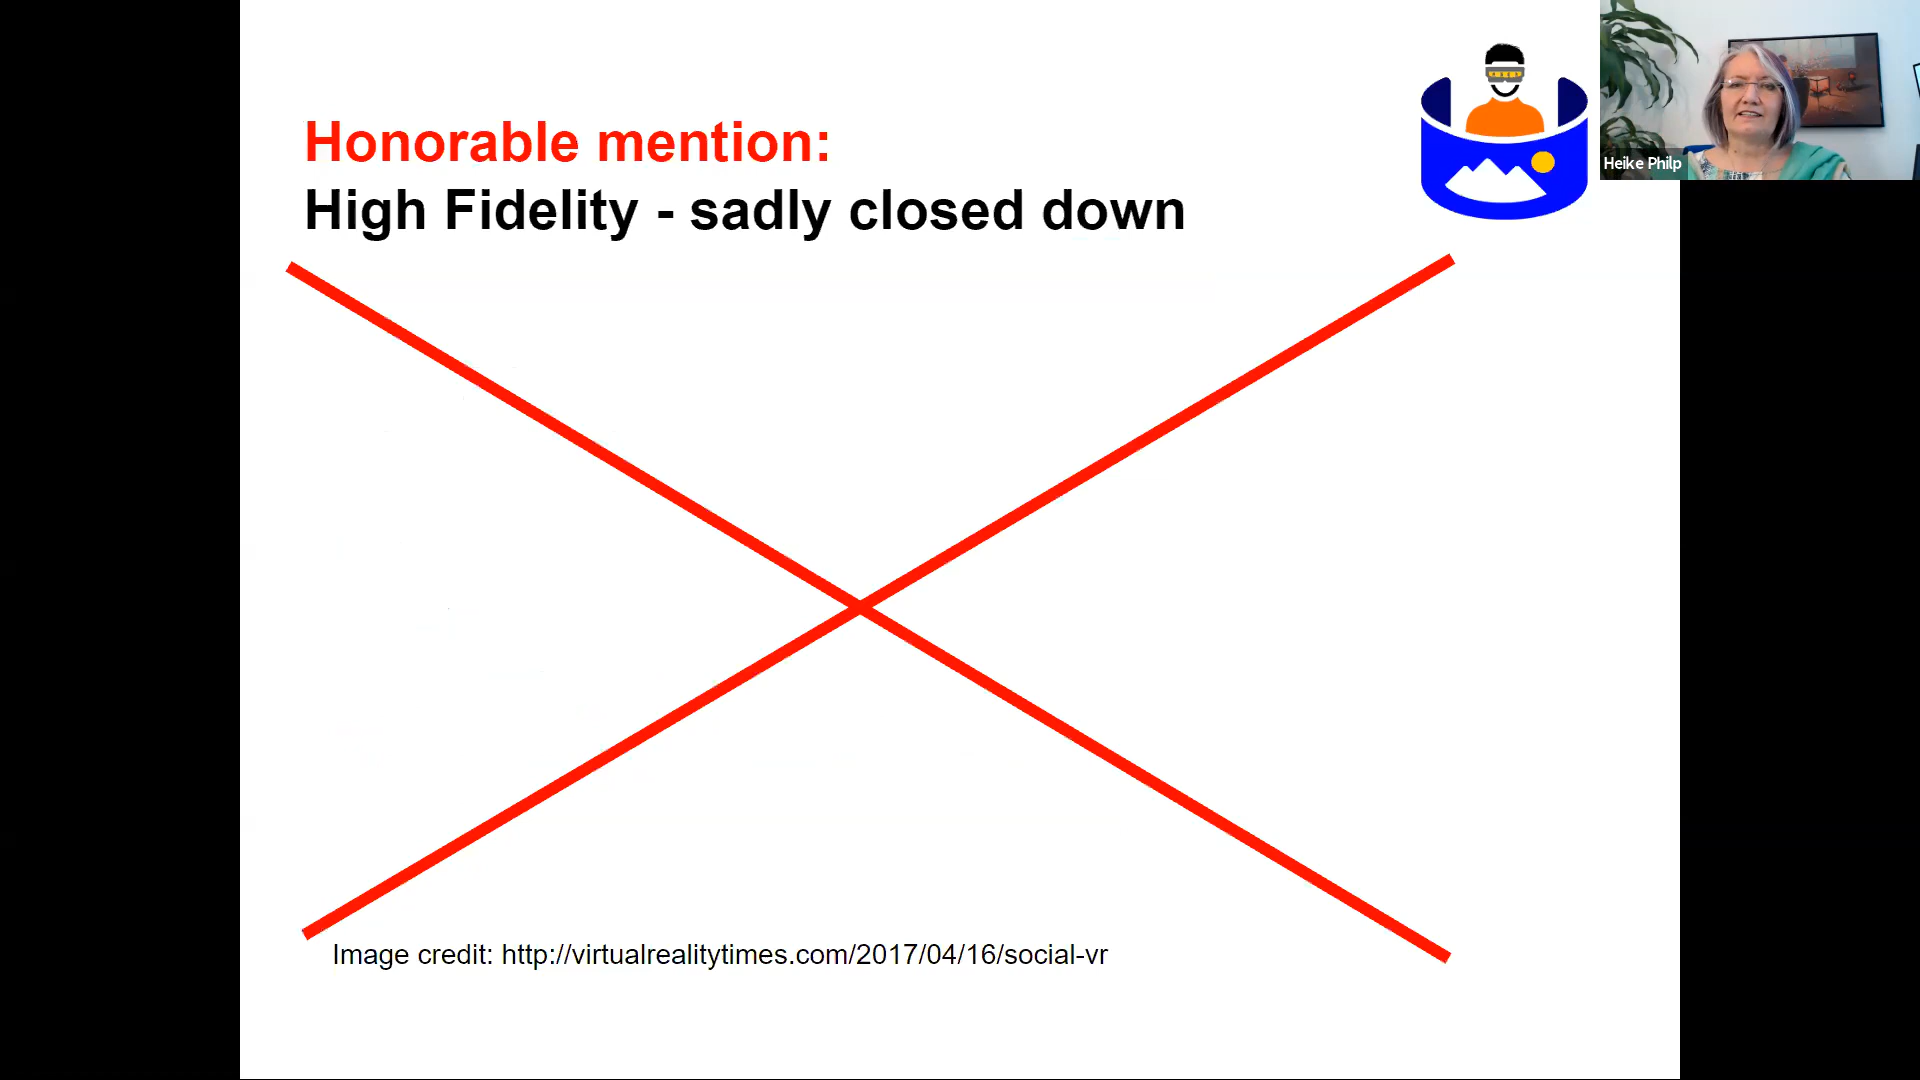 Honorable mention:
High Fidelity - sadly closed down
Heike Philp
Image credit: http://virtualrealitytimes.com/2017/04/16/social-vr